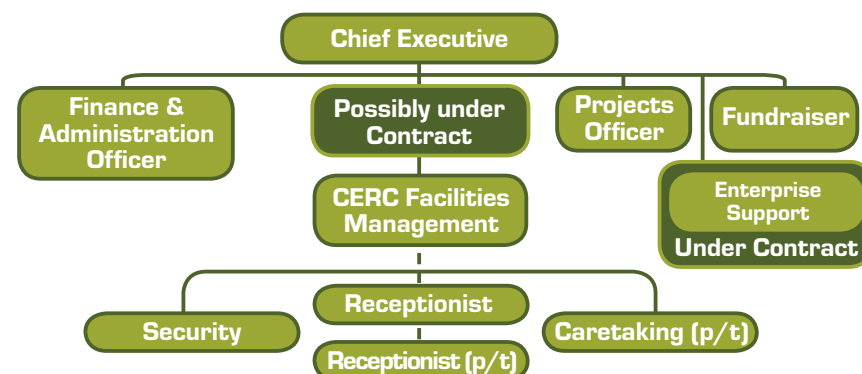 Chief Executive
Finance &
Administration
Officer
Possibly under
Contract
Projects
Officer
Fundraiser
CERC Facilities
Management
Enterprise
Support
Under Contract
Security
Receptionist
Caretaking (p/t)
Receptionist (p/t)